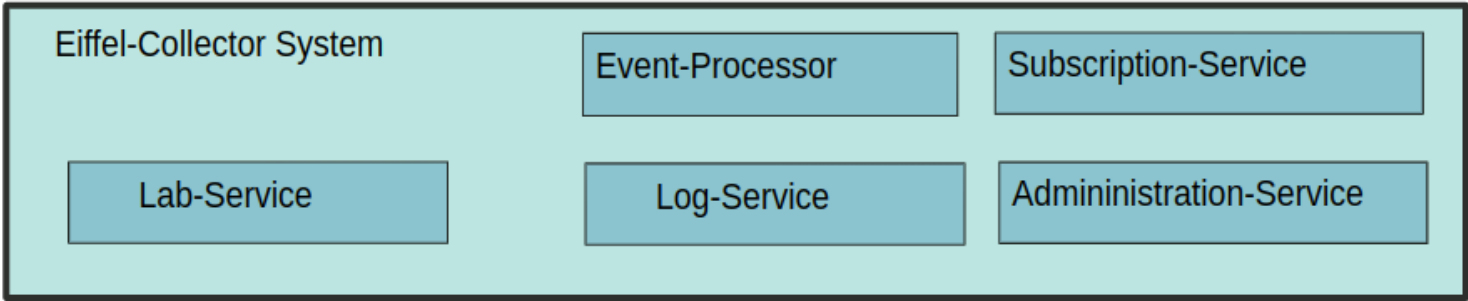 Eiffel-Collector System
Event-Processor
Subscription-Service
Lab-Service
Log-Service
Admininistration-Service